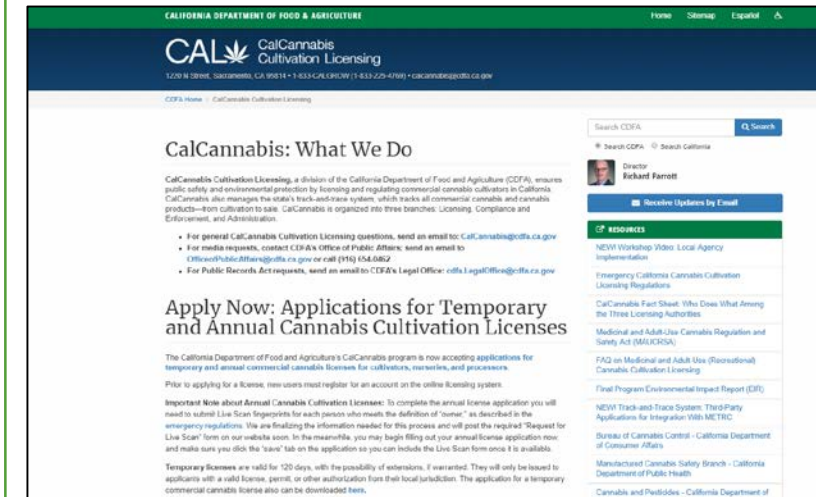 CALIFORNIA DEPARTMENT OF FOOD & AGRICULTURE
Home Sitemap Español
CAL
CalCannabis
Cultivation Licensing
1220 N Street, Sacramento, CA 95814 • 1-833-CALGROW (1-833-225-4769) • calcannabis@cdfa.ca.gov
CDFA Home > CalCannabis Cultivation Licensing
CalCannabis: What We Do
CalCannabis Cultivation Licensing, a division of the California Department of Food and Agriculture (CDFA), ensures
public safety and environmental protection by licensing and regulating commercial cannabis cultivators in California.
CalCannabis also manages the state's track-and-trace system, which tracks all commercial cannabis and cannabis
products—from cultivation to sale. CalCannabis is organized into three branches: Licensing, Compliance and
Enforcement, and Administration.
• For general CalCannabis Cultivation Licensing questions, send an email to: CalCannabis@cdfa.ca.gov
• For media requests, contact CDFA's Office of Public Affairs; send an email to
OfficeofPublicAffairs@cdfa.ca.gov or call (916) 654-0462
• For Public Records Act requests, send an email to CDFA's Legal Office: cdfa.LegalOffice@cdfa.ca.gov
Apply Now: Applications for Temporary
and Annual Cannabis Cultivation Licenses
The California Department of Food and Agriculture's CalCannabis program is now accepting applications for
temporary and annual commercial cannabis licenses for cultivators, nurseries, and processors.
Prior to applying for a license, new users must register for an account on the online licensing system.
Important Note about Annual Cannabis Cultivation Licenses: To complete the annual license application you will
need to submit Live Scan fingerprints for each person who meets the definition of "owner," as described in the
emergency regulations. We are finalizing the information needed for this process and will post the required "Request for
Live Scan" form on our website soon. In the meanwhile, you may begin filling out your annual license application now
and make sure you click the "save" tab on the application so you can include the Live Scan form once it is available.
Temporary licenses are valid for 120 days, with the possibility of extensions, if warranted. They will only be issued to
applicants with a valid license, permit, or other authorization from their local jurisdiction. The application for a temporary
commercial cannabis license also can be downloaded here.
Search CDFA Search
Search CDFA Search California
Director
Richard Parrott
Receive Updates by Email
RESOURCES
NEW! Workshop Video: Local Agency
Implementation
Emergency California Cannabis Cultivation
Licensing Regulations
CalCannabis Fact Sheet: Who Does What Among
the Three Licensing Authorities
Medicinal and Adult-Use Cannabis Regulation and
Safety Act (MAUCRSA)
FAQ on Medicinal and Adult-Use (Recreational)
Cannabis Cultivation Licensing
Final Program Environmental Impact Report (EIR)
NEW! Track-and-Trace System: Third-Party
Applications for Integration With METRC
Bureau of Cannabis Control - California Department
of Consumer Affairs
Manufactured Cannabis Safety Branch - California
Department of Public Health
Cannabis and Pesticides - California Department of